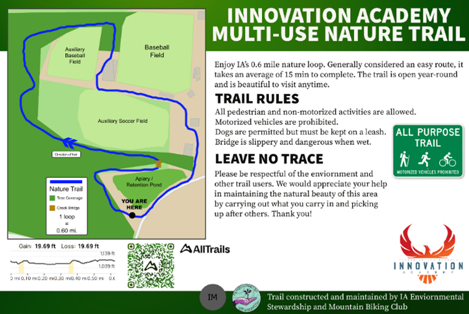 INNOVATION ACADEMY
MULTI-USE NATURE TRAIL
Enjoy IA's 0.6 mile nature loop. Generally considered an easy route, it
takes an average of 15 min to complete. The trail is open year-round
and is beautiful to visit anytime.
TRAIL RULES
All pedestrian and non-motorized activities are allowed.
Motorized vehicles are prohibited.
Dogs are permitted but must be kept on a leash.
Bridge is slippery and dangerous when wet.
LEAVE NO TRACE
Please be respectful of the enviornment and
other trail users. We would appreciate your help
in maintaining the natural beauty of this area
by carrying out what you carry in and picking
up after others. Thank you!
ALL PURPOSE
TRAIL
MOTORIZED VEHICLES PROHIBITED
INNOVATION
ACADEMY
Auxiliary
Baseball
Field
Baseball
Field
Auxiliary Soccer Field
Apiary /
Retention Pond
YOU ARE
HERE
Nature Trail
Tree Coverage
Creek Bridge
1 loop
=
0.60 mi.
Gain: 19.69 ft Loss: 19.69 ft
AllTrails
IM
Trail constructed and maintained by IA Enviormental
Stewardship and Mountain Biking Club